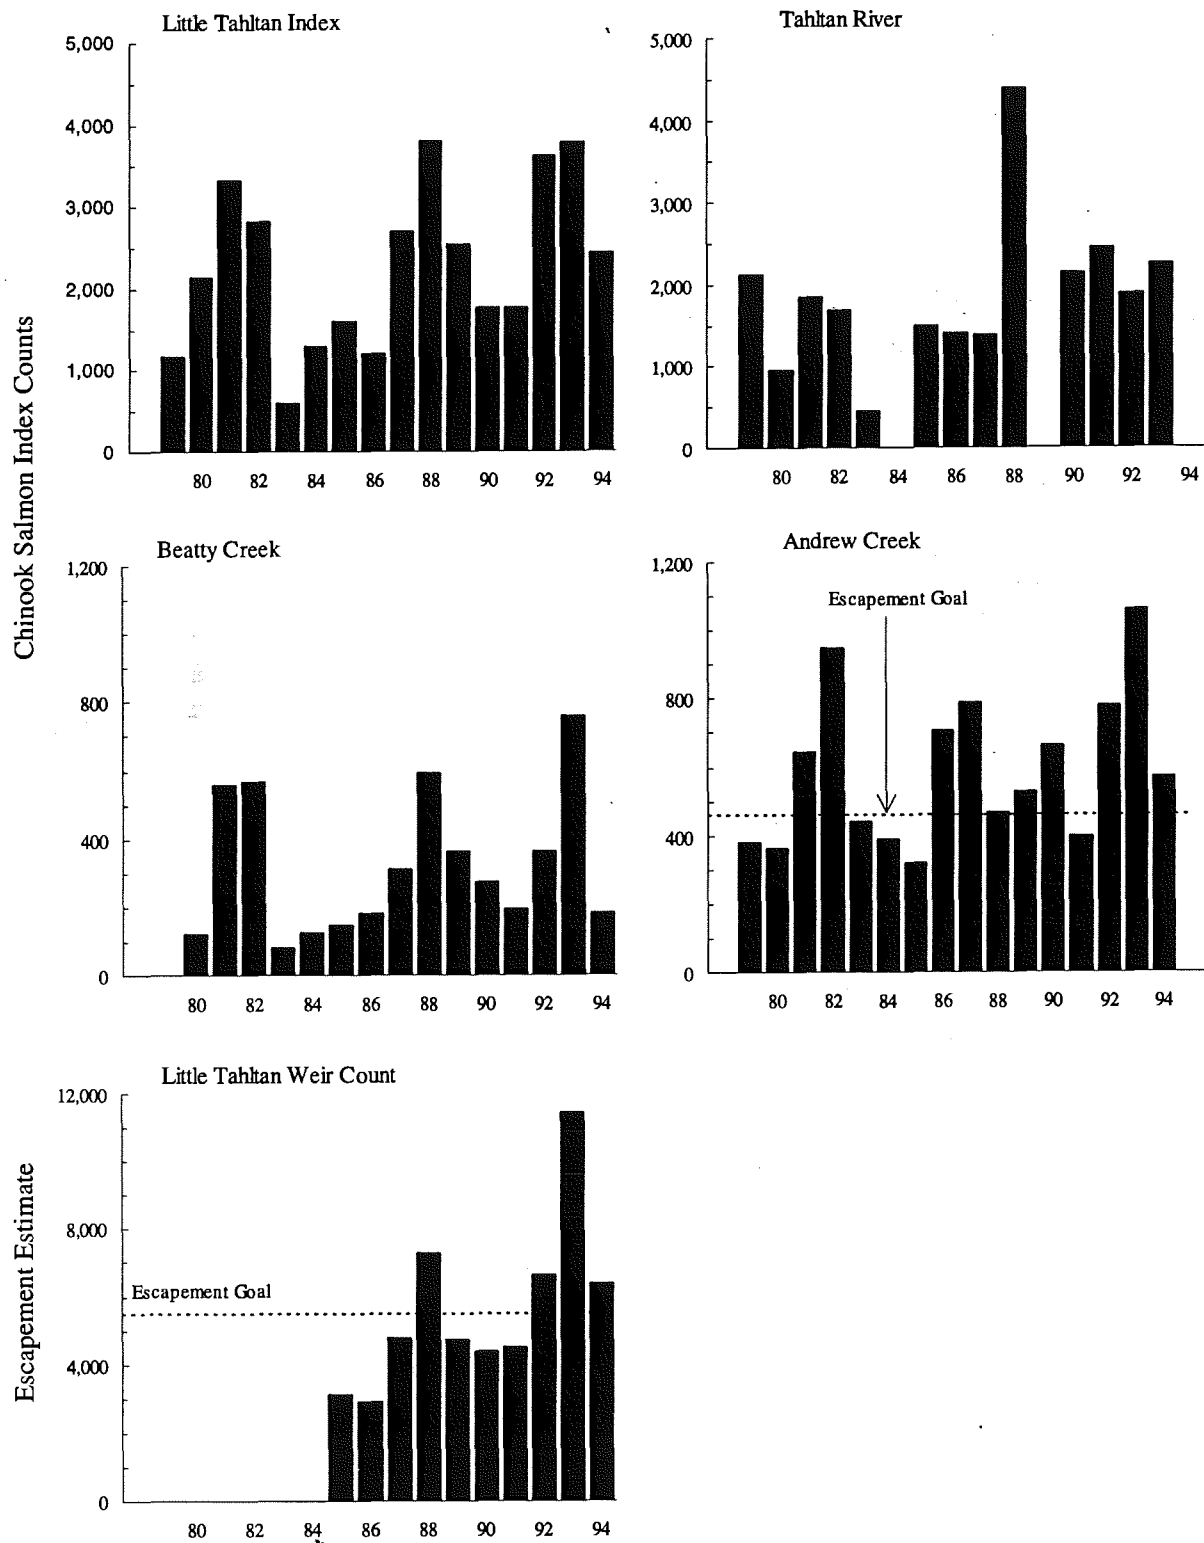 Little Tahltan Index
5,000
4,000
3,000
2,000
1,000
0
80 82 84 86 88 90 92 94
Tahltan River
5,000
4,000
3,000
2,000
1,000
0
80 82 84 86 88 90 92 94
Chinook Salmon Index Counts
Beatty Creek
1,200
800
400
0
80 82 84 86 88 90 92 94
Andrew Creek
1,200
Escapement Goal
800
400
0
80 82 84 86 88 90 92 94
Little Tahltan Weir Count
Escapement Estimate
12,000
8,000
Escapement Goal
4,000
0
80 82 84 86 88 90 92 94